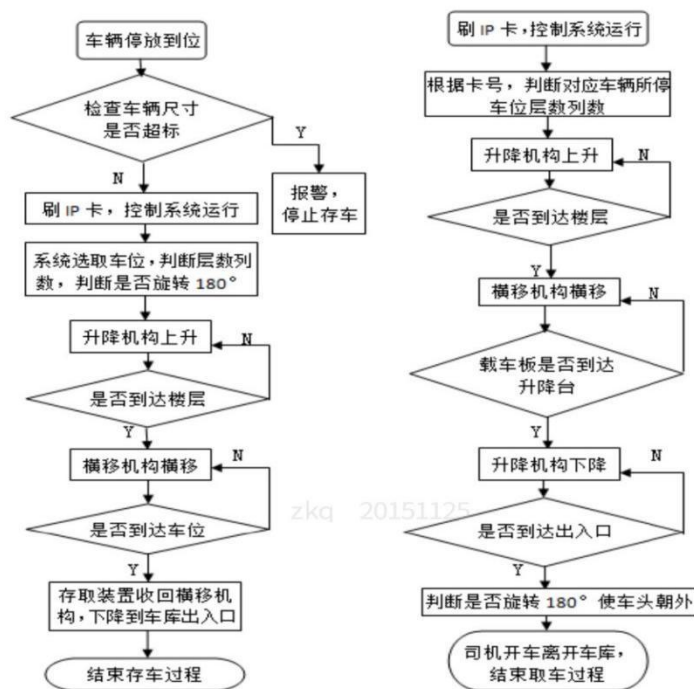 车辆停放到位
检查车辆尺寸
是否超标
Y
N
报警，
停止存车
刷 IP 卡，控制系统运行
系统选取车位，判断层数列
数，判断是否旋转 180°
升降机构上升
N
是否到达楼层
Y
横移机构横移
N
是否到达车位
Y
存取装置收回横移机
构，下降到车库出入口
结束存车过程
刷 IP 卡，控制系统运行
根据卡号，判断对应车辆所停
车位层数列数
升降机构上升
N
是否到达楼层
Y
横移机构横移
N
载车板是否到达
升降台
Y
升降机构下降
N
是否到达出入口
Y
判断是否旋转 180° 使车头朝外
司机开车离开车库，
结束取车过程
zkq 20151125